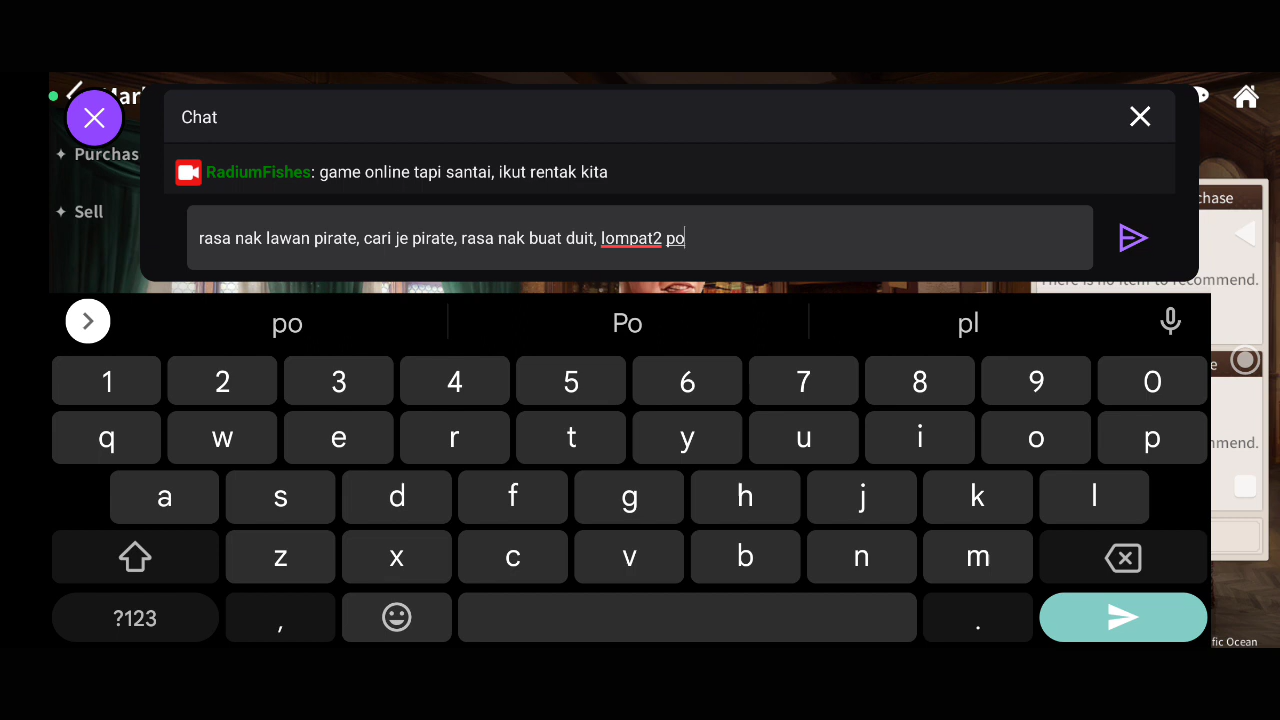 Mar
Chat
Purchas
RadiumFishes: game online tapi santai, ikut rentak kita
chase
Sell
rasa nak lawan pirate, cari je pirate, rasa nak buat duit, lompat2 po
There is no item to recommend.
po Po pl
e
1 2 3 4 5 6 7 8 9 0
q w e r t y u i o p
mmend.
a s d f g h j k l
z x c v b n m
?123 , .
fic Ocean